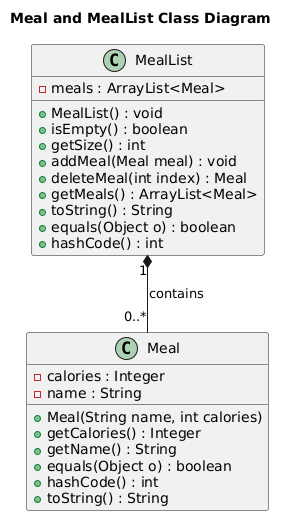 Meal and MealList Class Diagram
C MealList
meals : ArrayList<Meal>
MealList() : void
isEmpty() : boolean
getSize() : int
addMeal(Meal meal) : void
deleteMeal(int index) : Meal
getMeals() : ArrayList<Meal>
toString() : String
equals(Object o) : boolean
hashCode() : int
1
contains
0..*
C Meal
calories : Integer
name : String
Meal(String name, int calories)
getCalories() : Integer
getName() : String
equals(Object o) : boolean
hashCode() : int
toString() : String